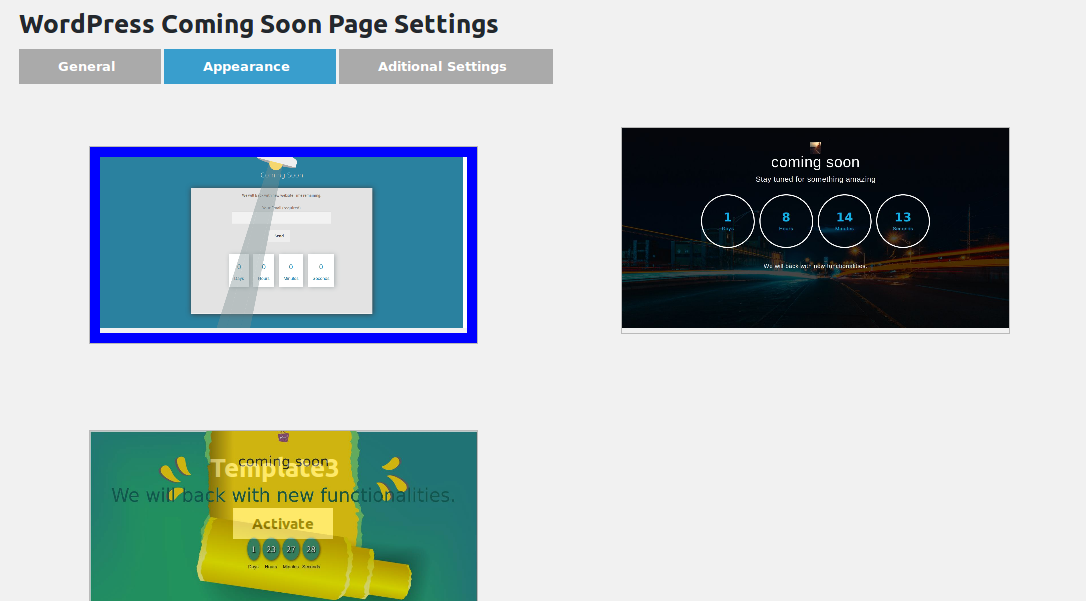 WordPress Coming Soon Page Settings
General Appearance Aditional Settings
Coming Soon
Send
0 0 0 0
Days Hours Minutes Seconds
coming soon
Stay tuned for something amazing
1 8 14 13
Days Hours Minutes Seconds
We will back with new functionalities.
coming soon
Template3
We will back with new functionalities.
Activate
1 23 27 28
Days Hours Minutes Seconds